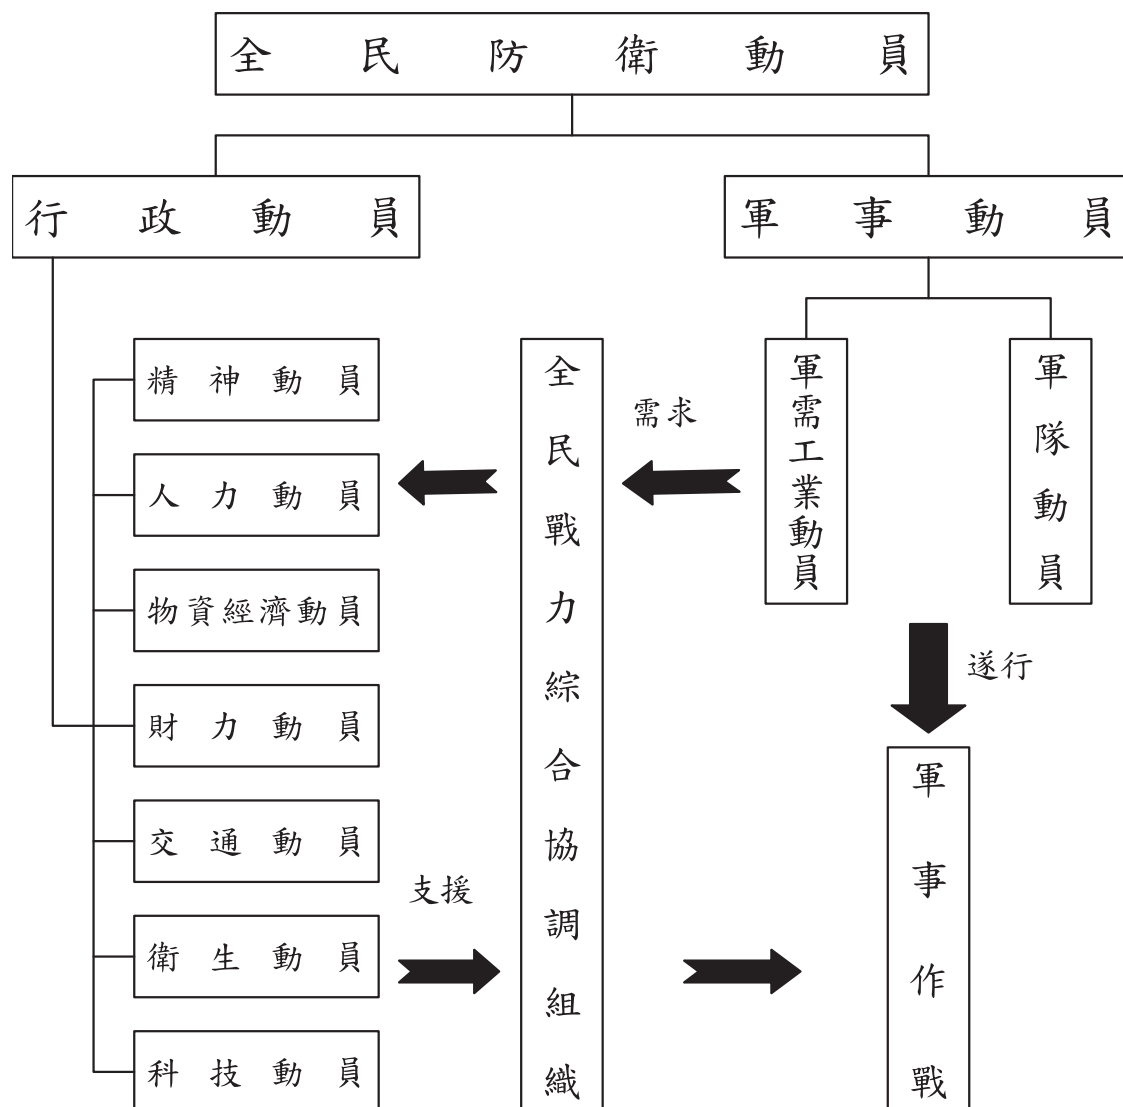 全民防衛動員
行政動員
軍事動員
精神動員
人力動員
物資經濟動員
財力動員
交通動員
衛生動員
科技動員
支援
全民戰力綜合協調組織
需求
軍需工業動員
軍隊動員
遂行
軍事作戰